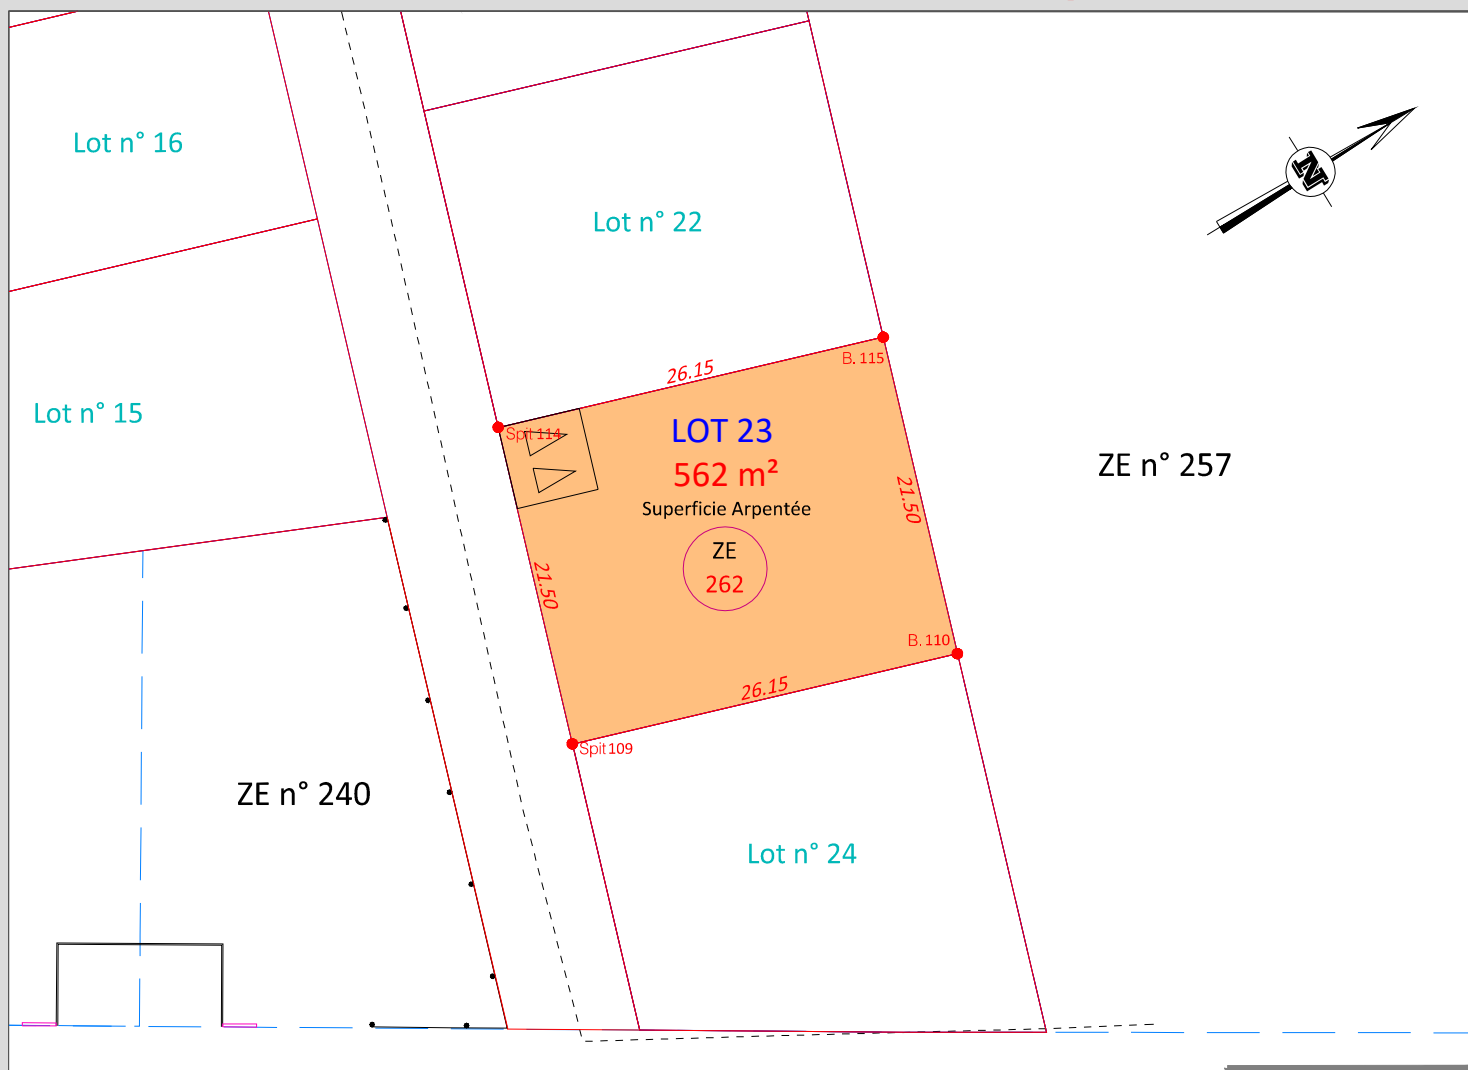 Lot n° 16
N
Lot n° 22
B. 115
26.15
Lot n° 15
Spit 114
LOT 23
562 m²
Superficie Arpentée
ZE n° 257
21.50
ZE
262
21.50
B. 110
26.15
Spit 109
ZE n° 240
Lot n° 24